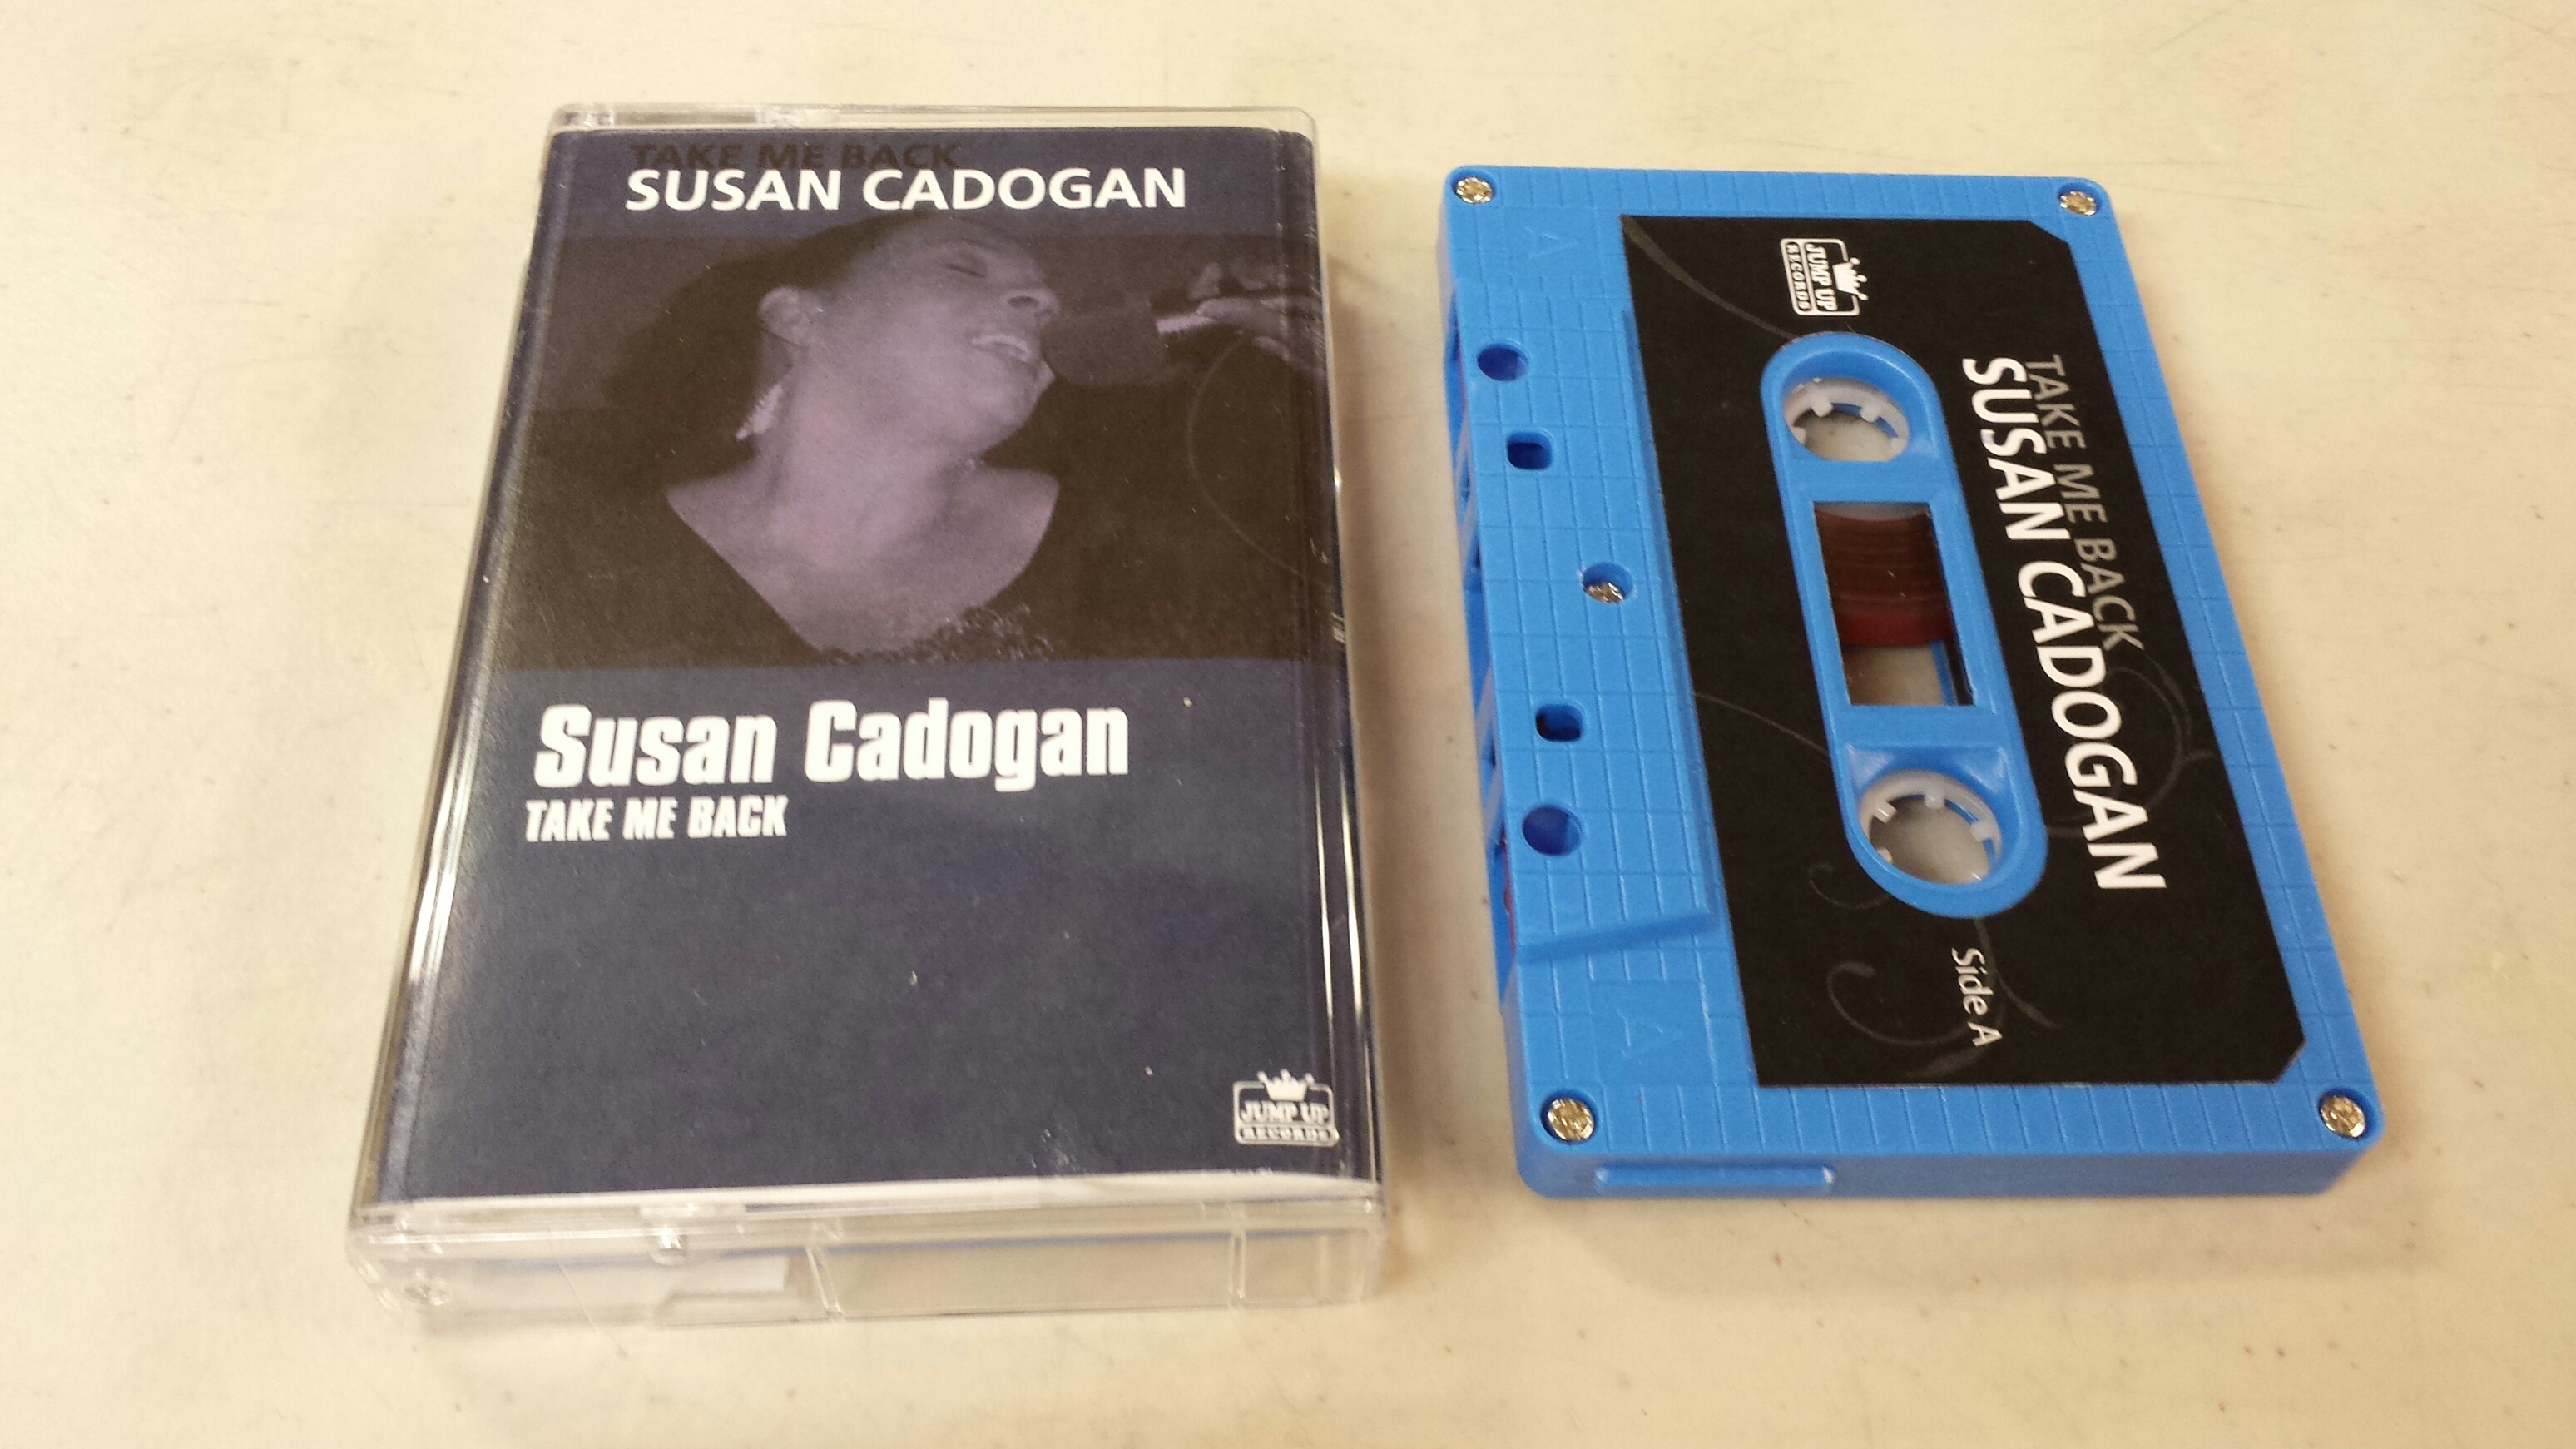 TAKE ME BACK
SUSAN CADOGAN
Susan Cadogan
TAKE ME BACK
JUMP UP
RECORDS
JUMP UP
RECORDS
TAKE ME BACK
SUSAN CADOGAN
Side A
A
A